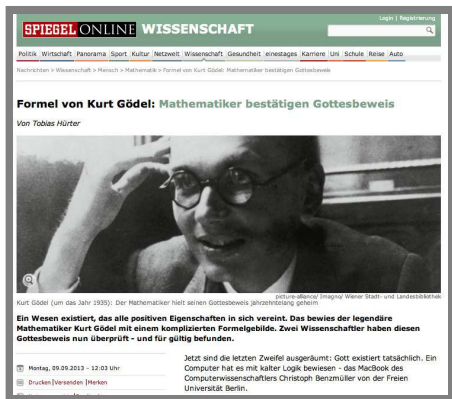 Login | Registrierung
SPIEGEL ONLINE WISSENSCHAFT
Politik Wirtschaft Panorama Sport Kultur Netzwelt Wissenschaft Gesundheit einestages Karriere Uni Schule Reise Auto
Nachrichten > Wissenschaft > Mensch > Mathematik > Formel von Kurt Gödel: Mathematiker bestätigen Gottesbeweis
Formel von Kurt Gödel: Mathematiker bestätigen Gottesbeweis
Von Tobias Hürter
picture-alliance/ Imagno/ Wiener Stadt- und Landesbibliothek
Kurt Gödel (um das Jahr 1935): Der Mathematiker hielt seinen Gottesbeweis jahrzehntelang geheim
Ein Wesen existiert, das alle positiven Eigenschaften in sich vereint. Das bewies der legendäre
Mathematiker Kurt Gödel mit einem komplizierten Formelgebilde. Zwei Wissenschaftler haben diesen
Gottesbeweis nun überprüft - und für gültig befunden.
Montag, 09.09.2013 – 12:03 Uhr
Drucken | Versenden | Merken
Jetzt sind die letzten Zweifel ausgeräumt: Gott existiert tatsächlich. Ein
Computer hat es mit kalter Logik bewiesen - das MacBook des
Computerwissenschaftlers Christoph Benzmüller von der Freien
Universität Berlin.